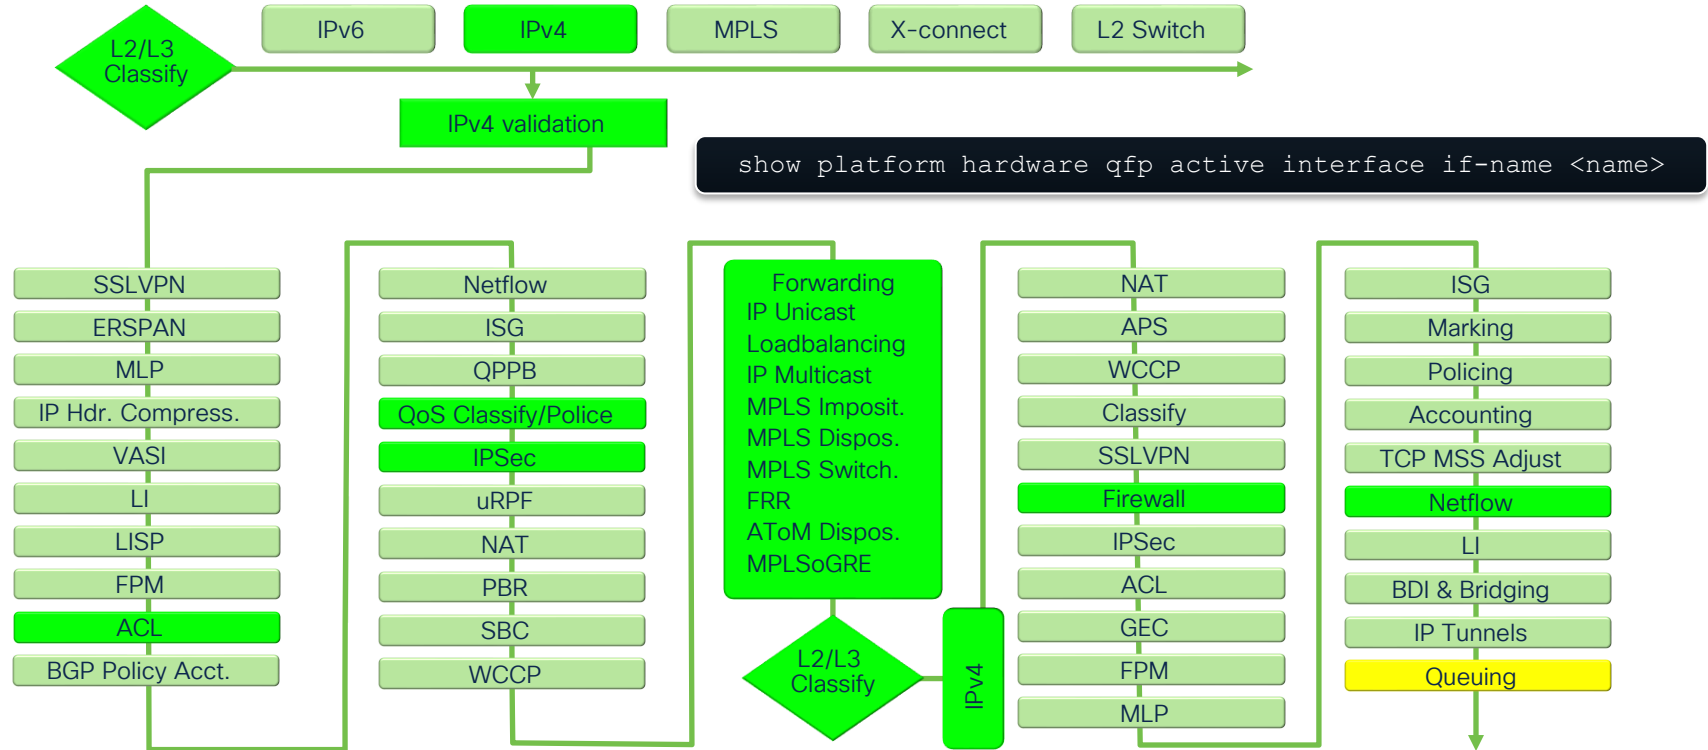 L2/L3
Classify
IPv6
IPv4
MPLS
X-connect
L2 Switch
IPv4 validation
show platform hardware qfp active interface if-name <name>
SSLVPN
ERSPAN
MLP
IP Hdr. Compress.
VASI
LI
LISP
FPM
ACL
BGP Policy Acct.
Netflow
ISG
QPPB
QoS Classify/Police
IPSec
uRPF
NAT
PBR
SBC
WCCP
Forwarding
IP Unicast
Loadbalancing
IP Multicast
MPLS Imposit.
MPLS Dispos.
MPLS Switch.
FRR
AToM Dispos.
MPLSoGRE
L2/L3
Classify
IPv4
NAT
APS
WCCP
Classify
SSLVPN
Firewall
IPSec
ACL
GEC
FPM
MLP
ISG
Marking
Policing
Accounting
TCP MSS Adjust
Netflow
LI
BDI & Bridging
IP Tunnels
Queuing